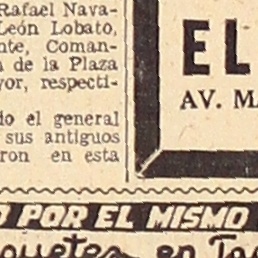 Rafael Nava-
León Lobato,
nte, Coman-
de la Plaza
yor, respecti-
do el general
sus antiguos
ron en esta
EL
AV. MA
O POR EL MISMO
en